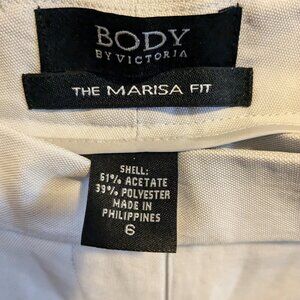 BODY
BY VICTORIA
THE MARISA FIT
SHELL:
61% ACETATE
39% POLYESTER
MADE IN
PHILIPPINES
6